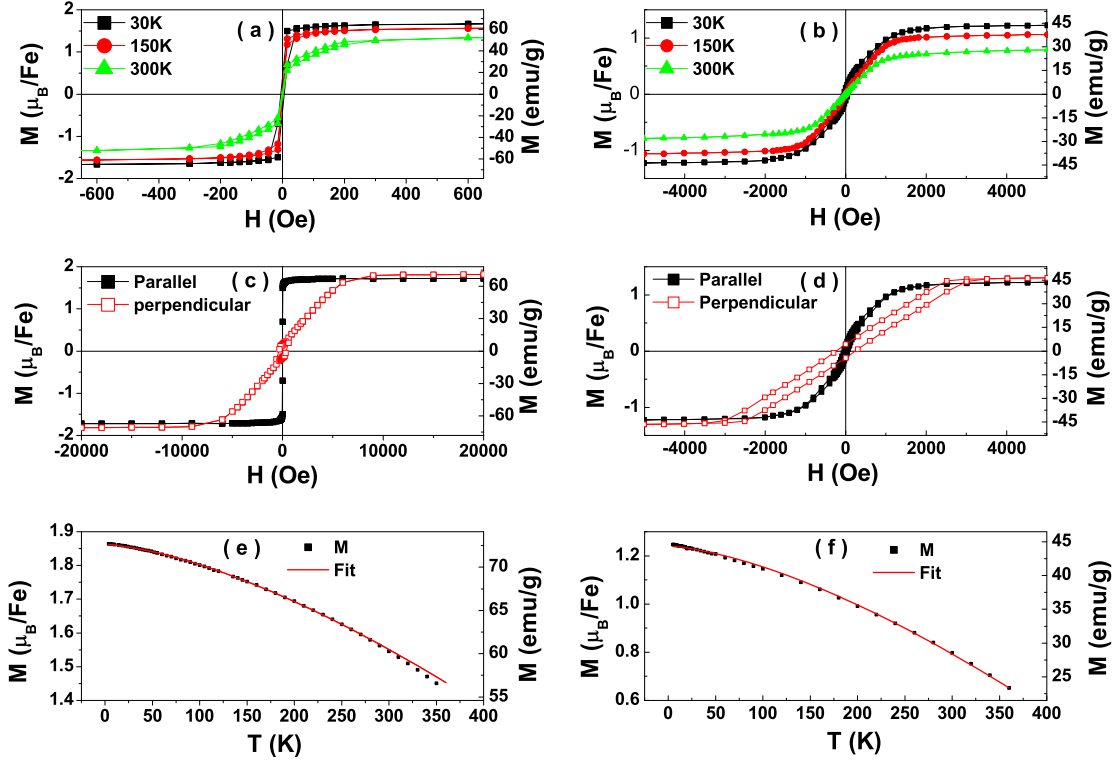 ( a )
30K
150K
300K
M (μB/Fe)
2
1
0
-1
-2
60
40
20
0
-20
-40
-60
M (emu/g)
-600 -400 -200 0 200 400 600
H (Oe)
( b )
30K
150K
300K
M (μB/Fe)
1
0
-1
45
30
15
0
-15
-30
-45
M (emu/g)
-4000 -2000 0 2000 4000
H (Oe)
( c )
Parallel
perpendicular
M (μB/Fe)
2
1
0
-1
-2
60
30
0
-30
-60
M (emu/g)
-20000 -10000 0 10000 20000
H (Oe)
( d )
Parallel
Perpendicular
M (μB/Fe)
1
0
-1
45
30
15
0
-15
-30
-45
M (emu/g)
-4000 -2000 0 2000 4000
H (Oe)
( e )
M
Fit
M (μB/Fe)
1.9
1.8
1.7
1.6
1.5
1.4
70
65
60
55
M (emu/g)
0 50 100 150 200 250 300 350 400
T (K)
( f )
M
Fit
M (μB/Fe)
1.2
1.0
0.8
0.6
45
40
35
30
25
M (emu/g)
0 50 100 150 200 250 300 350 400
T (K)